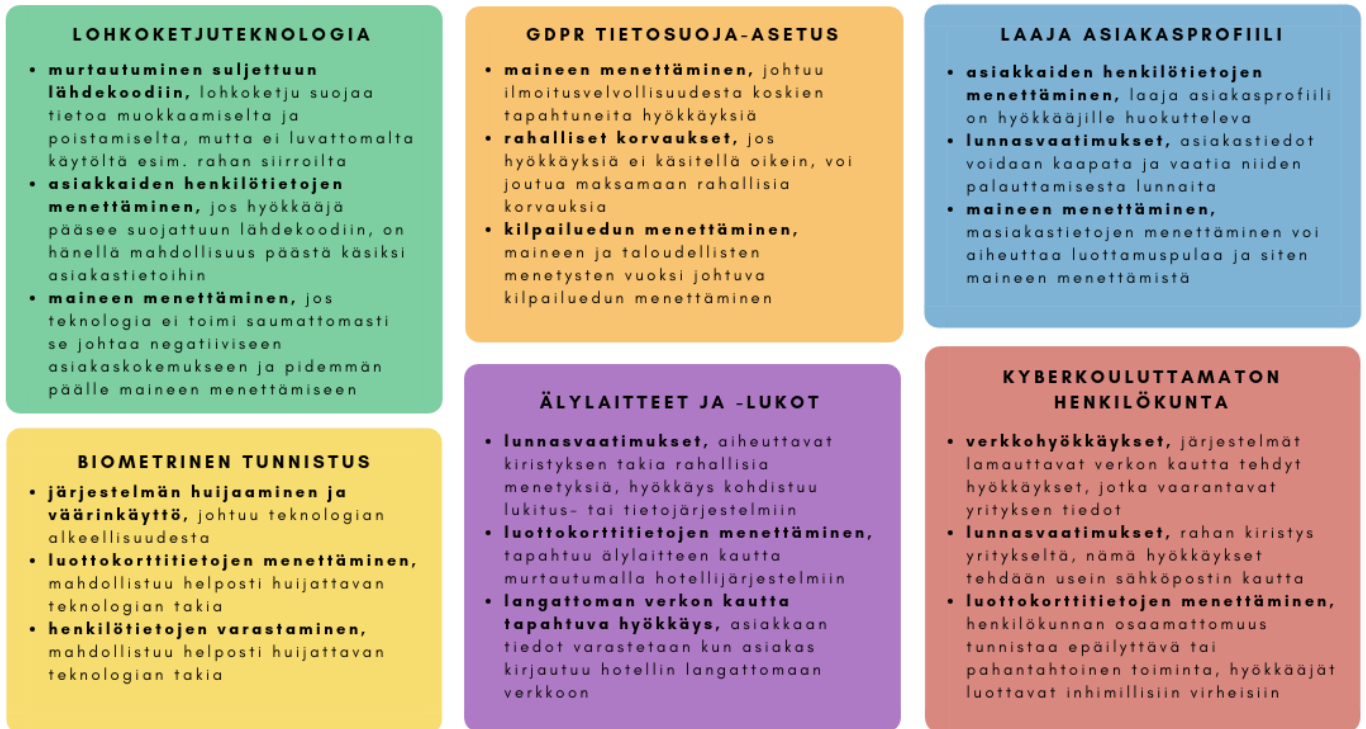 LOHKOKETJUTEKNOLOGIA
• murtautuminen suljettuun
lähdekoodiin, lohkoketju suojaa
tietoa muokkaamiselta ja
poistamiselta, mutta ei luvattomalta
käytöltä esim. rahan siirroilta
• asiakkaiden henkilötietojen
menettäminen, jos hyökkääjä
pääsee suojattuun lähdekoodiin, on
hänellä mahdollisuus päästä käsiksi
asiakastietoihin
• maineen menettäminen, jos
teknologia ei toimi saumattomasti
se johtaa negatiiviseen
asiakaskokemukseen ja pidemmän
päälle maineen menettämiseen
BIOMETRINEN TUNNISTUS
• järjestelmän huijaaminen ja
väärinkäyttö, johtuu teknologian
alkeellisuudesta
• luottokorttitietojen menettäminen,
mahdollistuu helposti huijattavan
teknologian takia
• henkilötietojen varastaminen,
mahdollistuu helposti huijattavan
teknologian takia
GDPR TIETOSUOJA-ASETUS
• maineen menettäminen, johtuu
ilmoitusvelvollisuudesta koskien
tapahtuneita hyökkäyksiä
• rahalliset korvaukset, jos
hyökkäyksiä ei käsitellä oikein, voi
joutua maksamaan rahallisia
korvauksia
• kilpailuedun menettäminen,
maineen ja taloudellisten
menetysten vuoksi johtuva
kilpailuedun menettäminen
ÄLYLAITTEET JA -LUKOT
• lunnasvaatimukset, aiheuttavat
kiristyksen takia rahallisia
menetyksiä, hyökkäys kohdistuu
lukitus- tai tietojärjestelmiin
• luottokorttitietojen menettäminen,
tapahtuu älylaitteen kautta
murtautumalla hotellijärjestelmiin
• langattoman verkon kautta
tapahtuva hyökkäys, asiakkaan
tiedot varastetaan kun asiakas
kirjautuu hotellin langattomaan
verkkoon
LAAJA ASIAKASPROFIILI
• asiakkaiden henkilötietojen
menettäminen, laaja asiakasprofiili
on hyökkääjille huokutteleva
• lunnasvaatimukset, asiakastiedot
voidaan kaapata ja vaatia niiden
palauttamisesta lunnaita
• maineen menettäminen,
masiakastietojen menettäminen voi
aiheuttaa luottamuspulaa ja siten
maineen menettämistä
KYBERKOULUTTAMATON
HENKILÖKUNTA
• verkkohyökkäykset, järjestelmät
lamauttavat verkon kautta tehdyt
hyökkäykset, jotka vaarantavat
yrityksen tiedot
• lunnasvaatimukset, rahan kiristys
yritykseltä, nämä hyökkäykset
tehdään usein sähköpostin kautta
• luottokorttitietojen menettäminen,
henkilökunnan osaamattomuus
tunnistaa epäilyttävä tai
pahantahtoinen toiminta, hyökkääjät
luottavat inhimillisiin virheisiin